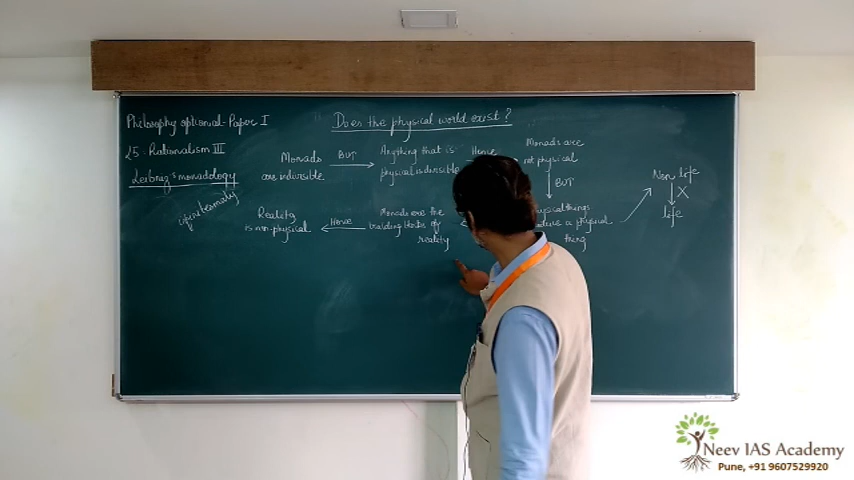 Philosophy optional - Paper I
Does the physical world exist?
L5 - Rationalism III
Leibniz's monadology
Monads
are indivisible
BUT
Anything that is
physical is divisible
Hence
Monads are
not physical
BUT
physical things
a physical
thing
Non life
X
life
Monads are the
building blocks of
reality
Hence
Reality
is non-physical
Neev IAS Academy
Pune, +91 9607529920